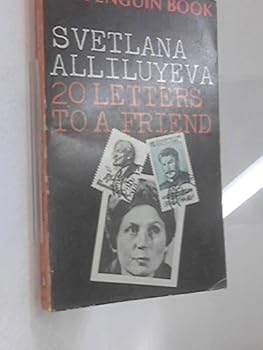 PENGUIN BOOK
SVETLANA
ALLILUYEVA
20 LETTERS
TO A FRIEND